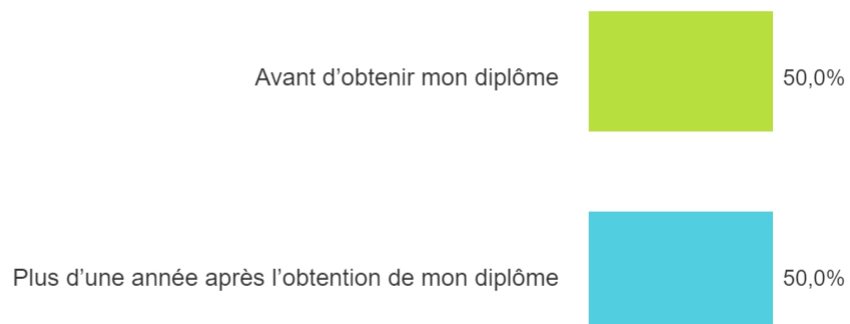 Avant d’obtenir mon diplôme 50,0%
Plus d’une année après l’obtention de mon diplôme 50,0%